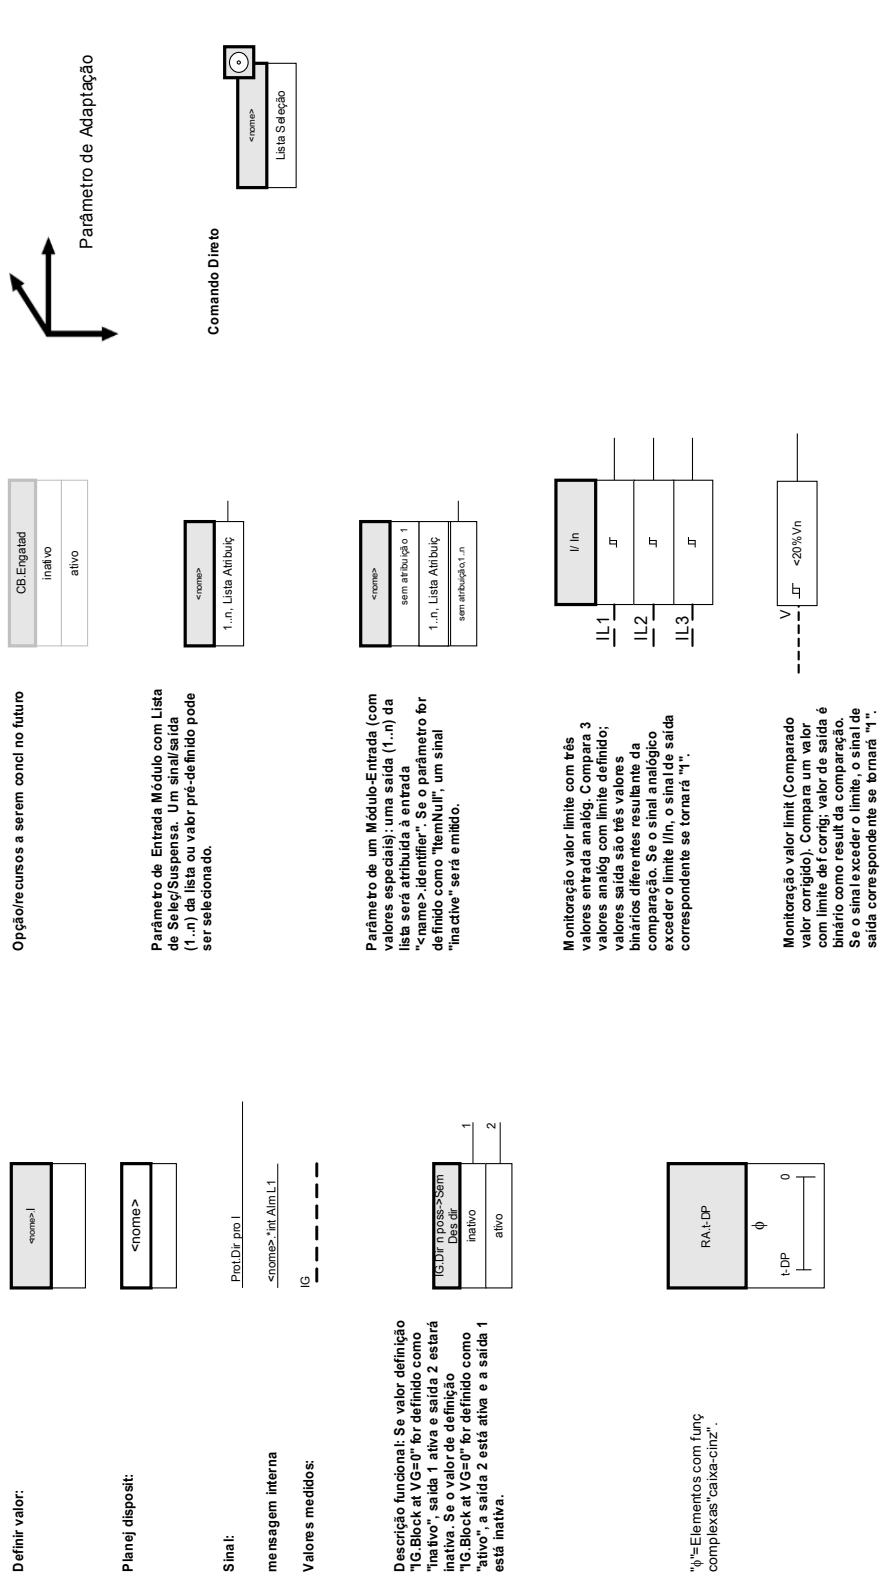 Definir valor:
<nome>.I
Planej disposit:
<nome>
Sinal:
Prot.Dir pro I
mensagem interna
<nome>.*int Alm L1
Valores medidos:
IG
Descrição funcional: Se valor definição
"IG.Block at VG=0" for definido como
"inativo", saída 1 ativa e saída 2 estará
inativa. Se o valor de definição
"IG.Block at VG=0" for definido como
"ativo", a saída 2 está ativa e a saída 1
está inativa.
IG.Dir n poss->Sem
Des dir
inativo
1
ativo
2
"ϕ"=Elementos com funç
complexas"caixa-cinz".
RA.t-DP
ϕ
t-DP
0
Opção/recursos a serem concl no futuro
CB.Engatad
inativo
ativo
Parâmetro de Entrada Módulo com Lista
de Seleç/Suspensa. Um sinal/saída
(1..n) da lista ou valor pré-definido pode
ser selecionado.
<nome>
1..n, Lista Atribuiç
Parâmetro de um Módulo-Entrada (com
valores especiais): uma saída (1..n) da
lista será atribuída à entrada
"<name>.identifier". Se o parâmetro for
definido como "ItemNull", um sinal
"inactive" será emitido.
<nome>
sem atribuição 1
1..n, Lista Atribuiç
sem atribuição,1..n
Monitoração valor limite com três
valores entrada analóg. Compara 3
valores analóg com limite definido;
valores saída são três valores
binários diferentes resultante da
comparação. Se o sinal analógico
exceder o limite I/In, o sinal de saída
correspondente se tornará "1".
I/ In
IL1
IL2
IL3
Monitoração valor limit (Comparado
valor corrigido). Compara um valor
com limite def corrig; valor de saída é
binário como result da comparação.
Se o sinal exceder o limite, o sinal de
saída correspondente se tornará "1".
V
<20%Vn
Parâmetro de Adaptação
Comando Direto
<nome>
Lista Seleção